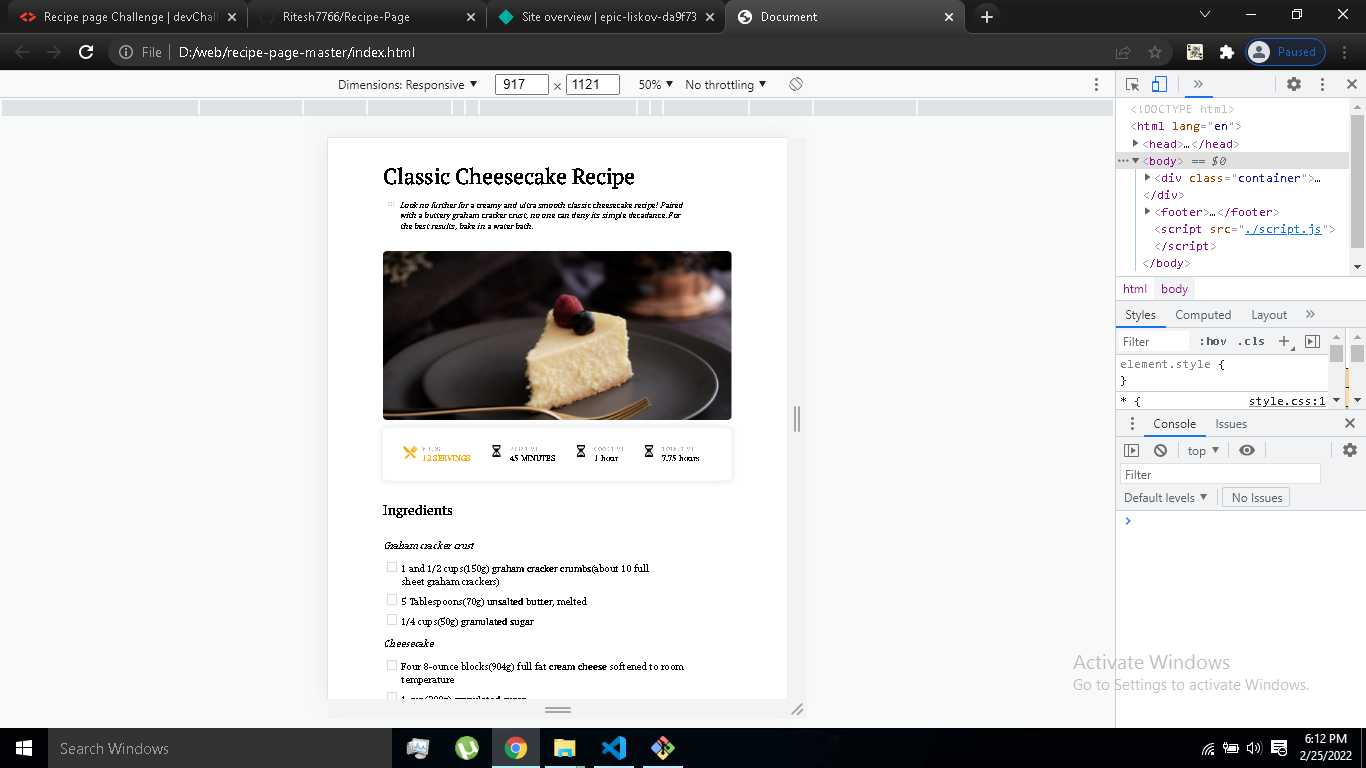 Recipe page Challenge | devChall
Ritesh7766/Recipe-Page
Site overview | epic-liskov-da9f73
Document
File
D:/web/recipe-page-master/index.html
Paused
Dimensions: Responsive
917 × 1121
50%
No throttling
Classic Cheesecake Recipe
Look no further for a creamy and ultra smooth classic cheesecake recipe! Paired
with a buttery graham cracker crust, no one can deny its simple decadance. For
the best results, bake in a water bath.
12 SERVINGS
45 MINUTES
1 hour
7.75 hours
Ingredients
Graham cracker crust
1 and 1/2 cups(150g) graham cracker crumbs(about 10 full
sheet graham crackers)
5 Tablespoons(70g) unsalted butter, melted
1/4 cups(50g) granulated sugar
Cheesecake
Four 8-ounce blocks(904g) full fat cream cheese softened to room
temperature
<!DOCTYPE html>
<html lang="en">
<head>…</head>
<body> == $0
<div class="container">…
</div>
<footer>…</footer>
<script src="./script.js">
</script>
</body>
html body
Styles Computed Layout
Filter :hov .cls
element.style {
}
* { style.css:1
Console Issues
top
Filter
Default levels No Issues
Activate Windows
Go to Settings to activate Windows.
Search Windows
6:12 PM
2/25/2022